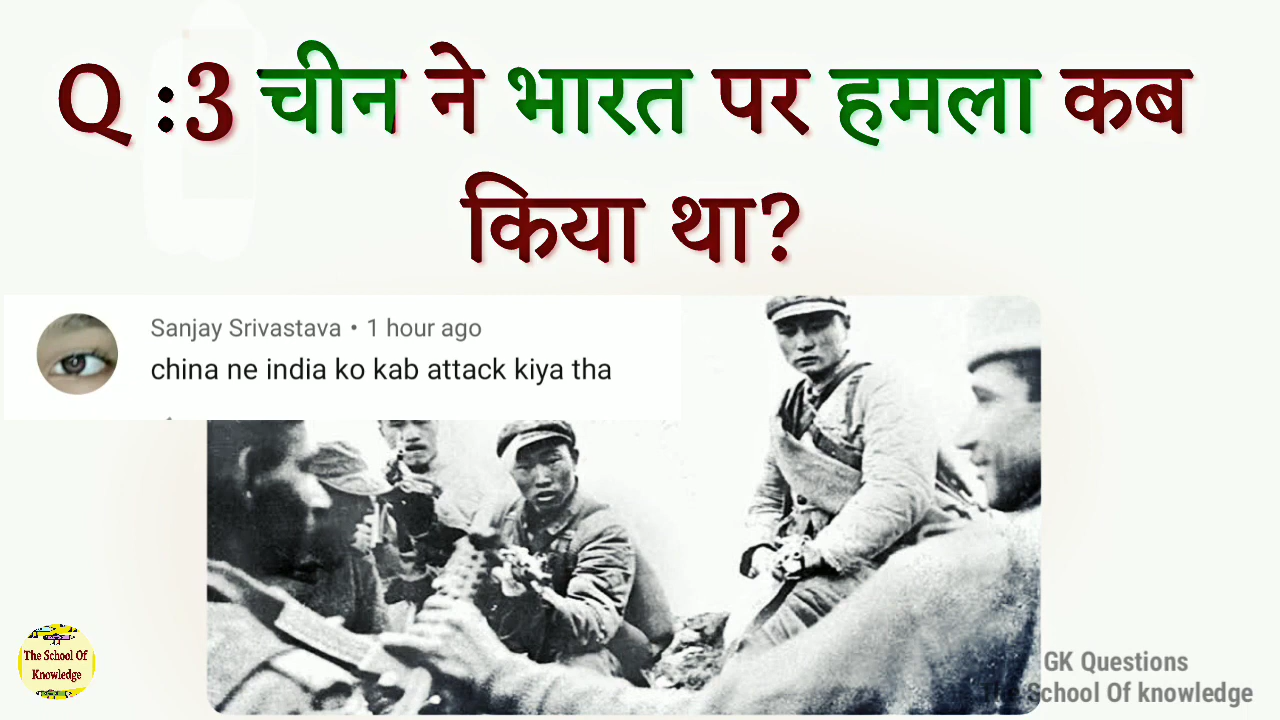 Q :3 चीन ने भारत पर हमला कब
किया था?
Sanjay Srivastava • 1 hour ago
china ne india ko kab attack kiya tha
The School Of
Knowledge
GK Questions
The School Of knowledge